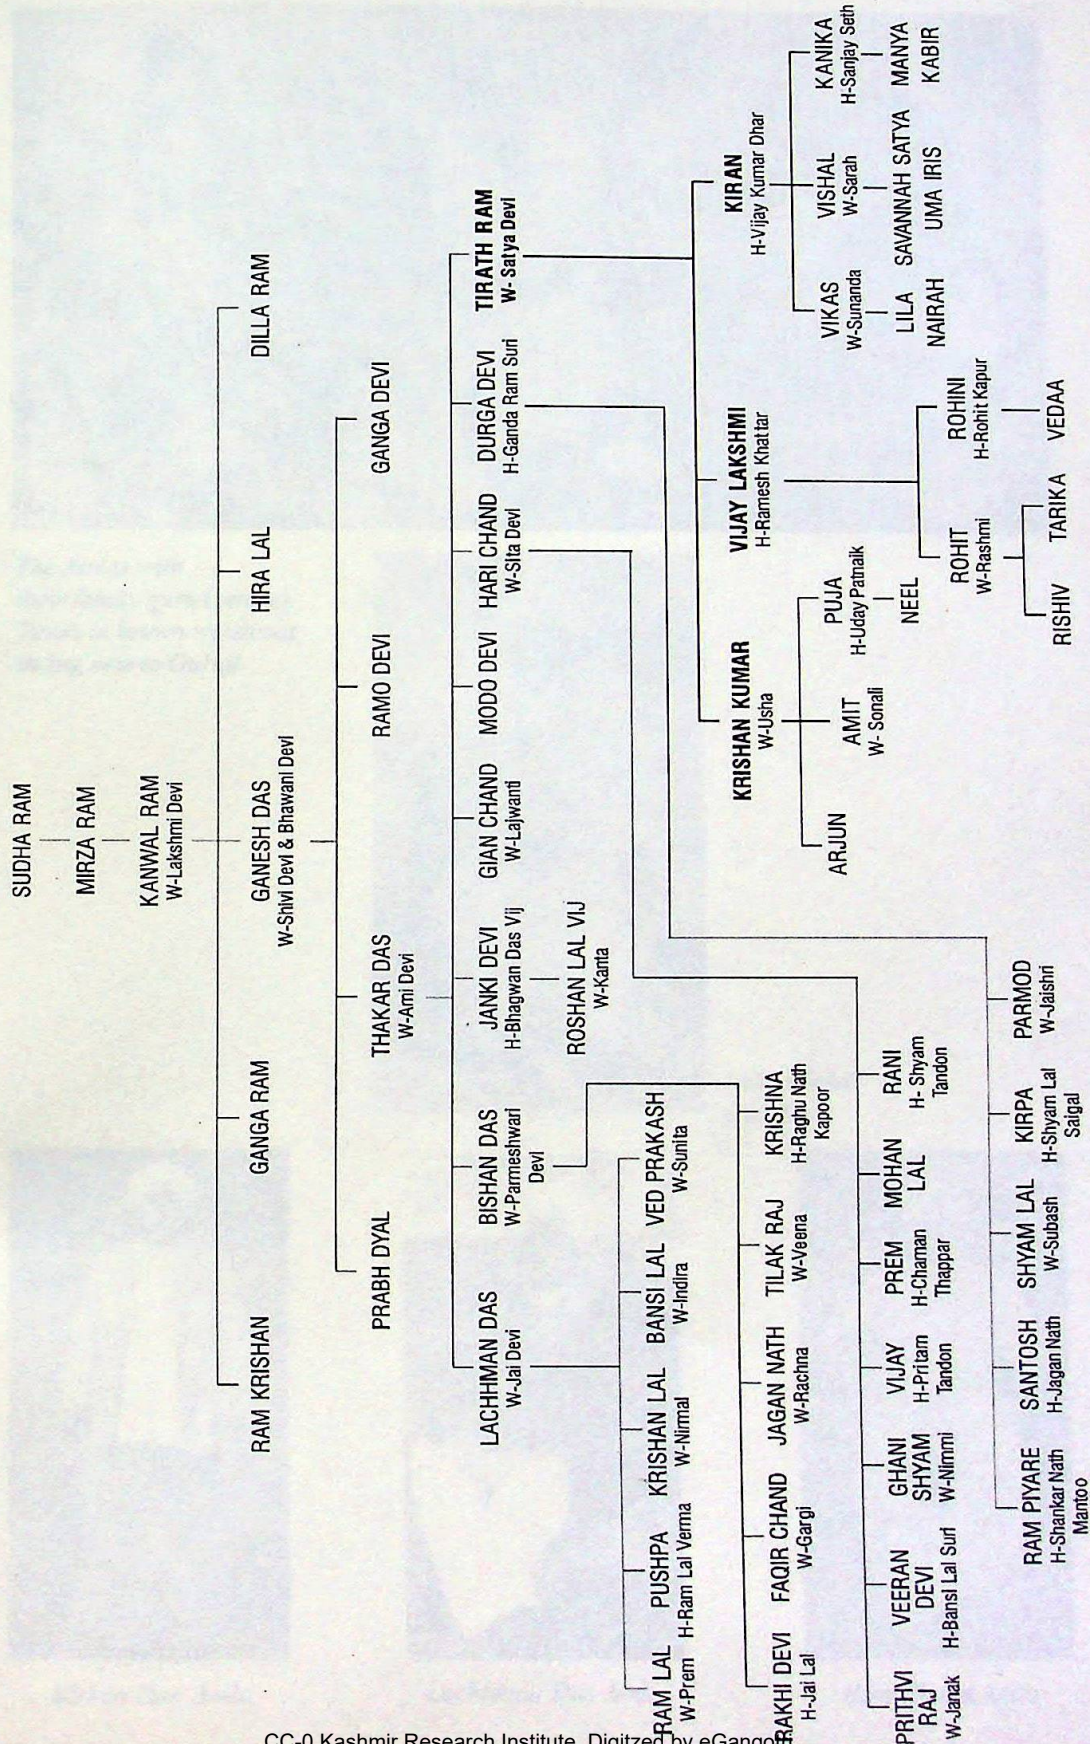 SUDHA RAM
MIRZA RAM
KANWAL RAM
W-Lakshmi Devi
RAM KRISHAN
GANGA RAM
GANESH DAS
W-Shivi Devi & Bhawani Devi
HIRA LAL
DILLA RAM
PRABH DYAL
THAKAR DAS
W-Ami Devi
RAMO DEVI
GANGA DEVI
LACHHMAN DAS
W-Jai Devi
BISHAN DAS
W-Parmeshwari
Devi
JANKI DEVI
H-Bhagwan Das Vij
GIAN CHAND
W-Lajwanti
MODO DEVI
HARI CHAND
W-Sita Devi
DURGA DEVI
H-Ganda Ram Suri
TIRATH RAM
W- Satya Devi
ROSHAN LAL VIJ
W-Kanta
RAM LAL
W-Prem
PUSHPA
H-Ram Lal Verma
KRISHAN LAL
W-Nirmal
BANSI LAL
W-Indira
VED PRAKASH
W-Sunita
KRISHAN KUMAR
W-Usha
VIJAY LAKSHMI
H-Ramesh Khattar
KIRAN
H-Vijay Kumar Dhar
RAKHI DEVI
H-Jai Lal
FAQIR CHAND
W-Gargi
JAGAN NATH
W-Rachna
TILAK RAJ
W-Veena
KRISHNA
H-Raghu Nath
Kapoor
ARJUN
AMIT
W- Sonali
PUJA
H-Uday Patnaik
NEEL
VIKAS
W-Sunanda
VISHAL
W-Sarah
KANIKA
H-Sanjay Seth
LILA
NAIRAH
SAVANNAH SATYA
UMA IRIS
MANYA
KABIR
PRITHVI
RAJ
W-Janak
VEERAN
DEVI
H-Bansi Lal Suri
GHANI
SHYAM
W-Nimmi
VIJAY
H-Pritam
Tandon
PREM
H-Chaman
Thappar
MOHAN
LAL
RANI
H- Shyam
Tandon
ROHIT
W-Rashmi
ROHINI
H-Rohit Kapur
RAM PIYARE
H-Shankar Nath
Mantoo
SANTOSH
H-Jagan Nath
SHYAM LAL
W-Subash
KIRPA
H-Shyam Lal
Saigal
PARMOD
W-Jaishri
RISHIV
TARIKA
VEDAA
CC-0 Kashmir Research Institute. Digitzed by eGangotri